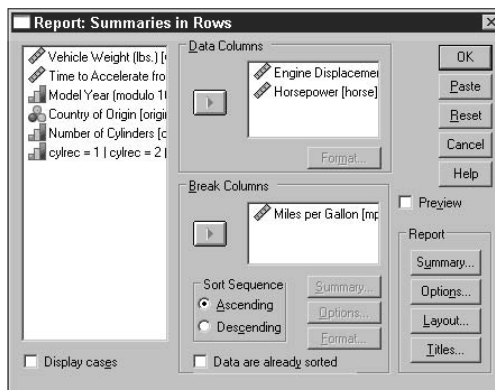 Report: Summaries in Rows
Vehicle Weight (lbs.) [
Time to Accelerate fro
Model Year (modulo 10
Country of Origin [origi
Number of Cylinders [c
cylrec = 1 | cylrec = 2 |
Display cases
Data Columns
Engine Displacemer
Horsepower [horse]
Format...
Break Columns
Miles per Gallon [mp
Sort Sequence
Ascending
Descending
Summary...
Options...
Format...
Data are already sorted
OK
Paste
Reset
Cancel
Help
Preview
Report
Summary...
Options...
Layout...
Titles...